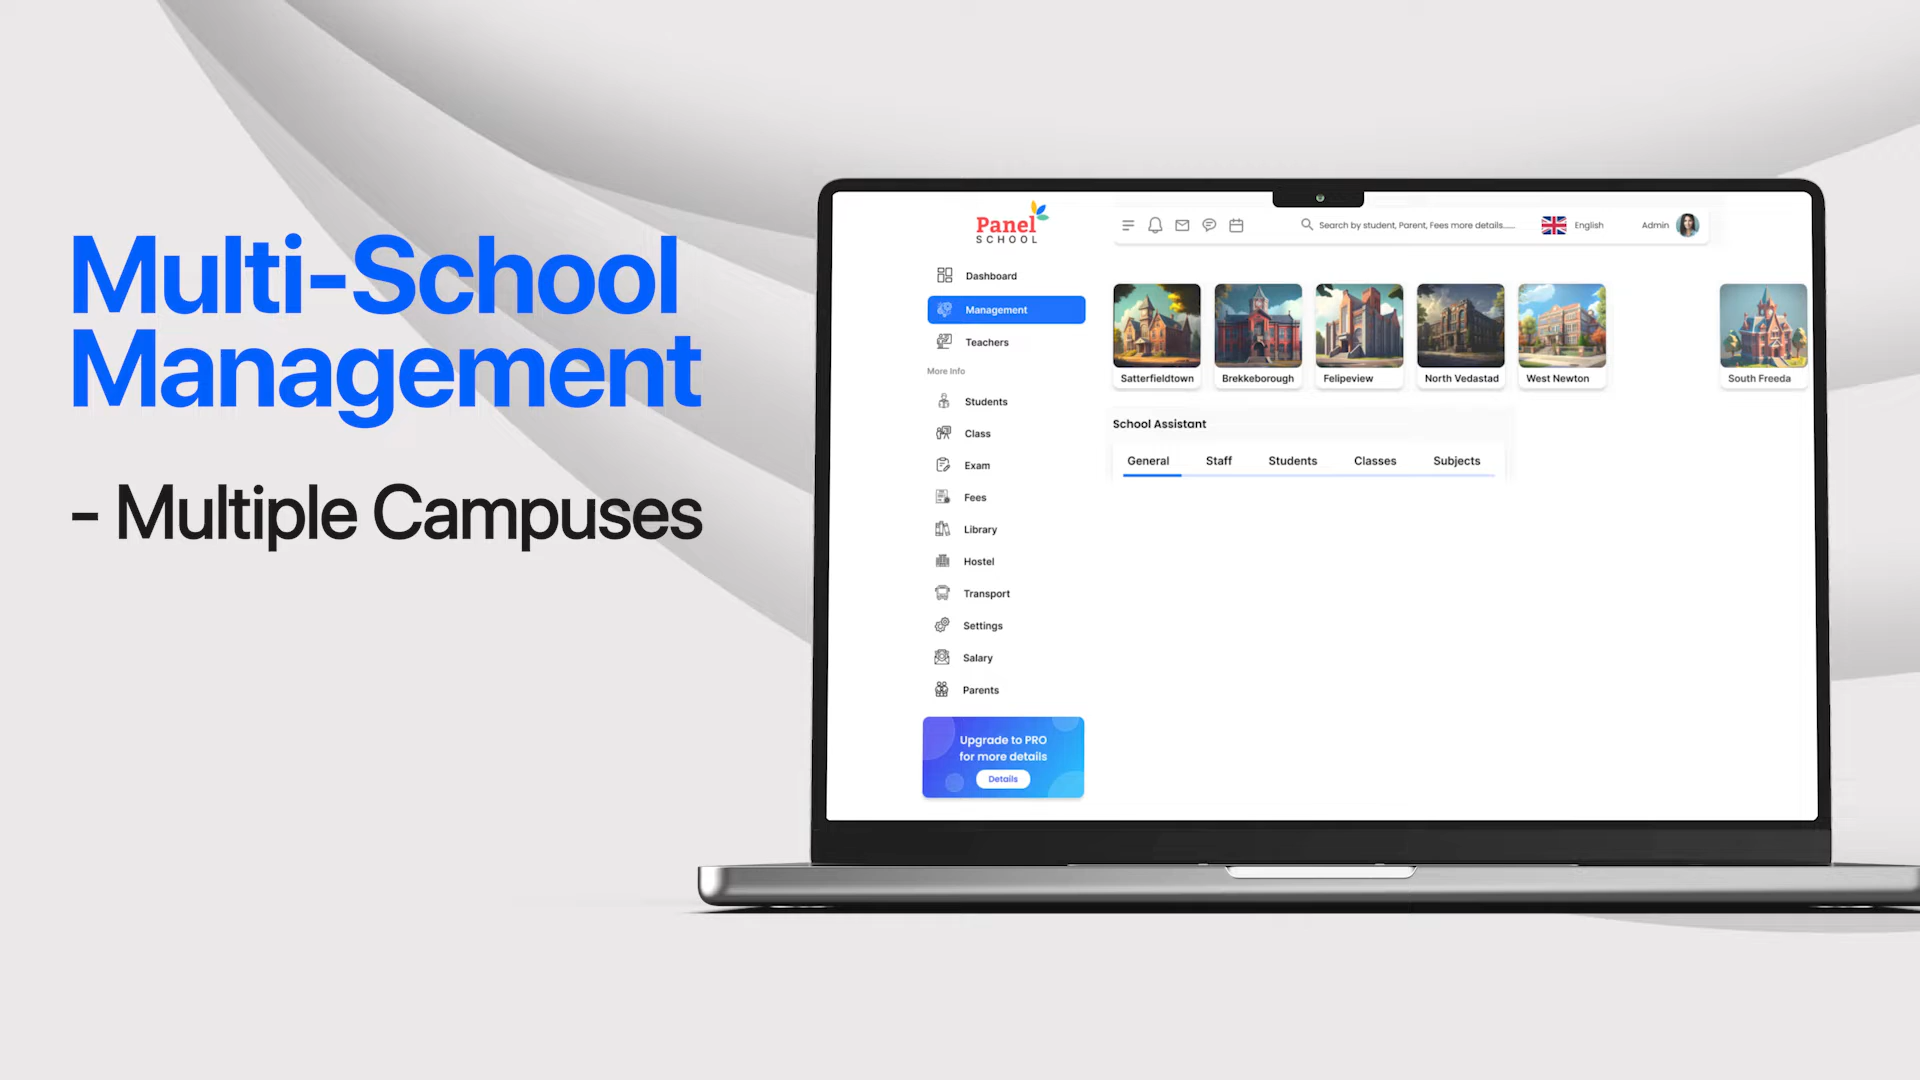 Multi-School
Management
- Multiple Campuses
Panel
SCHOOL
Search by student, Parent, Fees more details......
English
Admin
Dashboard
Management
Teachers
More Info
Students
Class
Exam
Fees
Library
Hostel
Transport
Settings
Salary
Parents
Upgrade to PRO
for more details
Details
Satterfieldtown
Brekkeborough
Felipeview
North Vedastad
West Newton
South Freeda
School Assistant
General Staff Students Classes Subjects